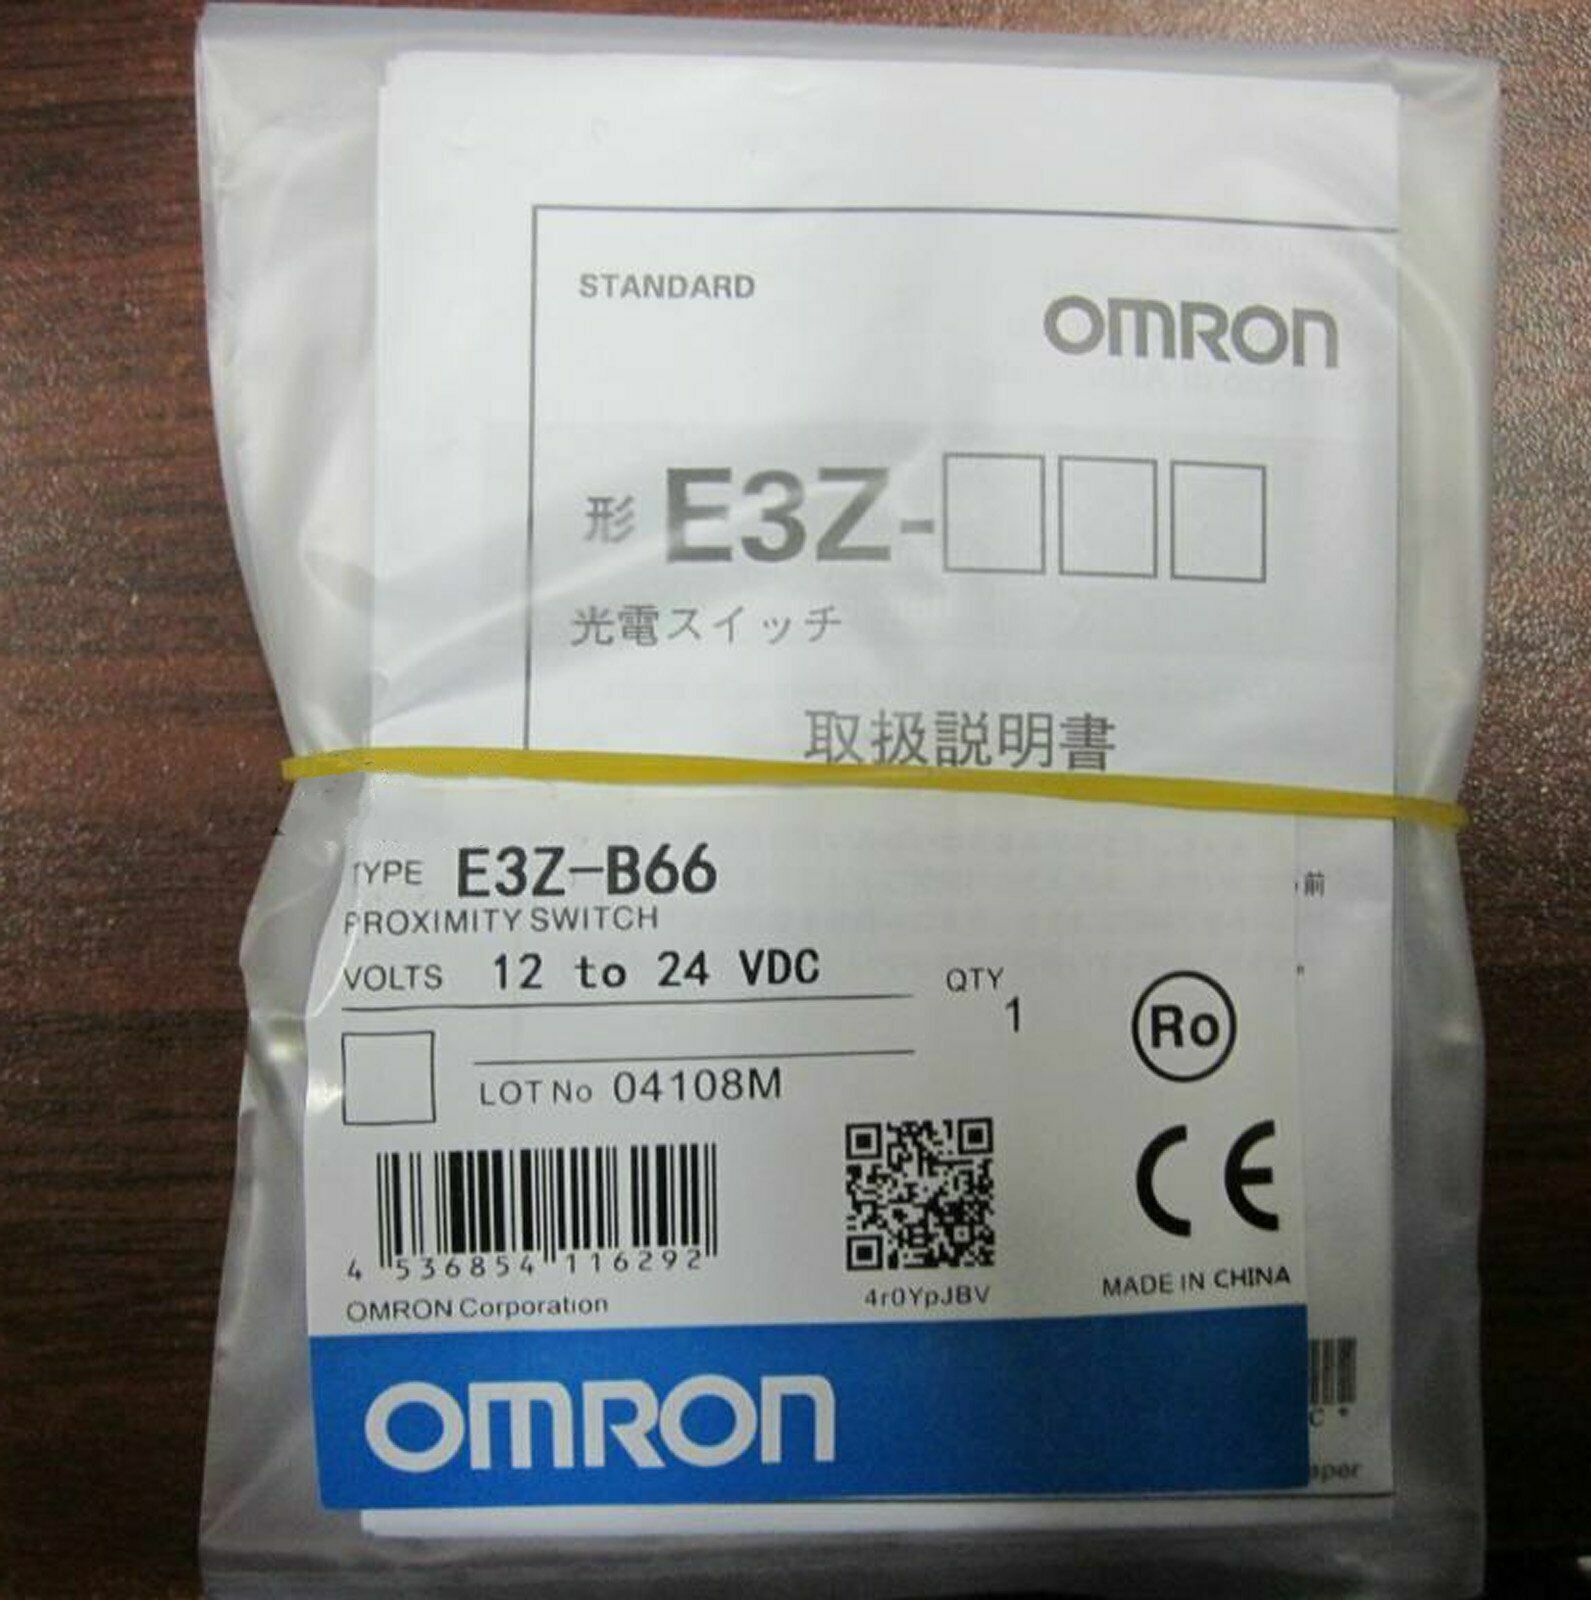 STANDARD
OMRON
形 E3Z-□□□
光電スイッチ
取扱説明書
TYPE E3Z-B66
前
PROXIMITY SWITCH
VOLTS 12 to 24 VDC
QTY
1
Ro
LOT No 04108M
CE
4 536854 116292
4r0YpJBV
MADE IN CHINA
OMRON Corporation
OMRON
C *